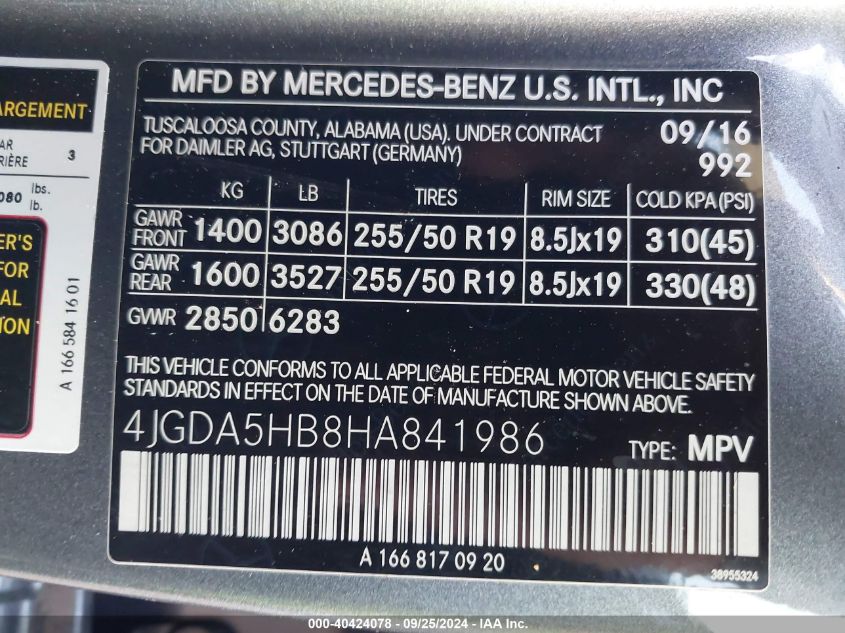 ARGEMENT
AR
RIÈRE 3
080 lbs.
lb.
ER'S
FOR
AL
ION
A 166 584 16 01
MFD BY MERCEDES-BENZ U.S. INTL., INC
TUSCALOOSA COUNTY, ALABAMA (USA). UNDER CONTRACT
FOR DAIMLER AG, STUTTGART (GERMANY)
09/16
992
KG LB TIRES RIM SIZE COLD KPA (PSI)
GAWR FRONT 1400 3086 255/50 R19 8.5Jx19 310(45)
GAWR REAR 1600 3527 255/50 R19 8.5Jx19 330(48)
GVWR 2850 6283
THIS VEHICLE CONFORMS TO ALL APPLICABLE FEDERAL MOTOR VEHICLE SAFETY
STANDARDS IN EFFECT ON THE DATE OF MANUFACTURE SHOWN ABOVE.
4JGDA5HB8HA841986 TYPE: MPV
A 166 817 09 20
38955324
000-40424078 - 09/25/2024 - IAA Inc.